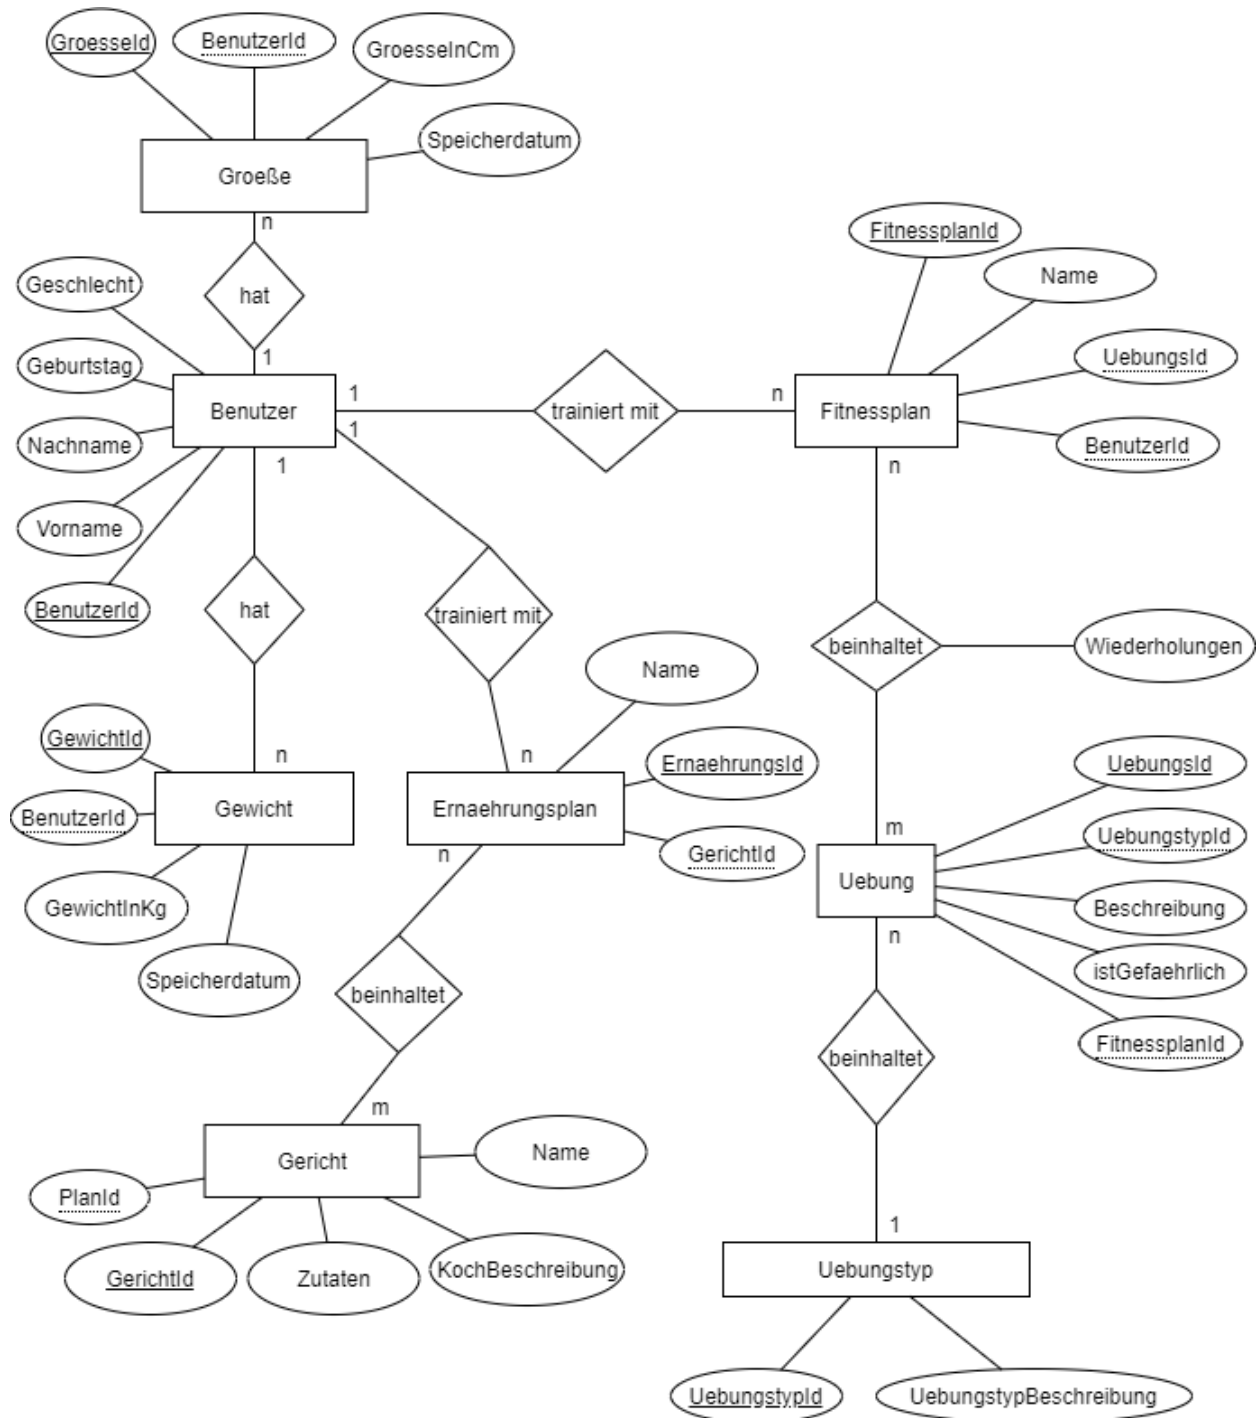 GroesseId
BenutzerId
GroesseInCm
Speicherdatum
Groeße
n
hat
1
Geschlecht
Geburtstag
Nachname
Vorname
BenutzerId
Benutzer
1
1
1
trainiert mit
n
Fitnessplan
FitnessplanId
Name
UebungsId
BenutzerId
n
beinhaltet
Wiederholungen
m
Uebung
UebungsId
UebungstypId
Beschreibung
istGefaehrlich
FitnessplanId
n
beinhaltet
1
Uebungstyp
UebungstypId
UebungstypBeschreibung
hat
n
Gewicht
GewichtId
BenutzerId
GewichtInKg
Speicherdatum
trainiert mit
n
Ernaehrungsplan
Name
ErnaehrungsId
GerichtId
n
beinhaltet
m
Gericht
Name
PlanId
GerichtId
Zutaten
KochBeschreibung